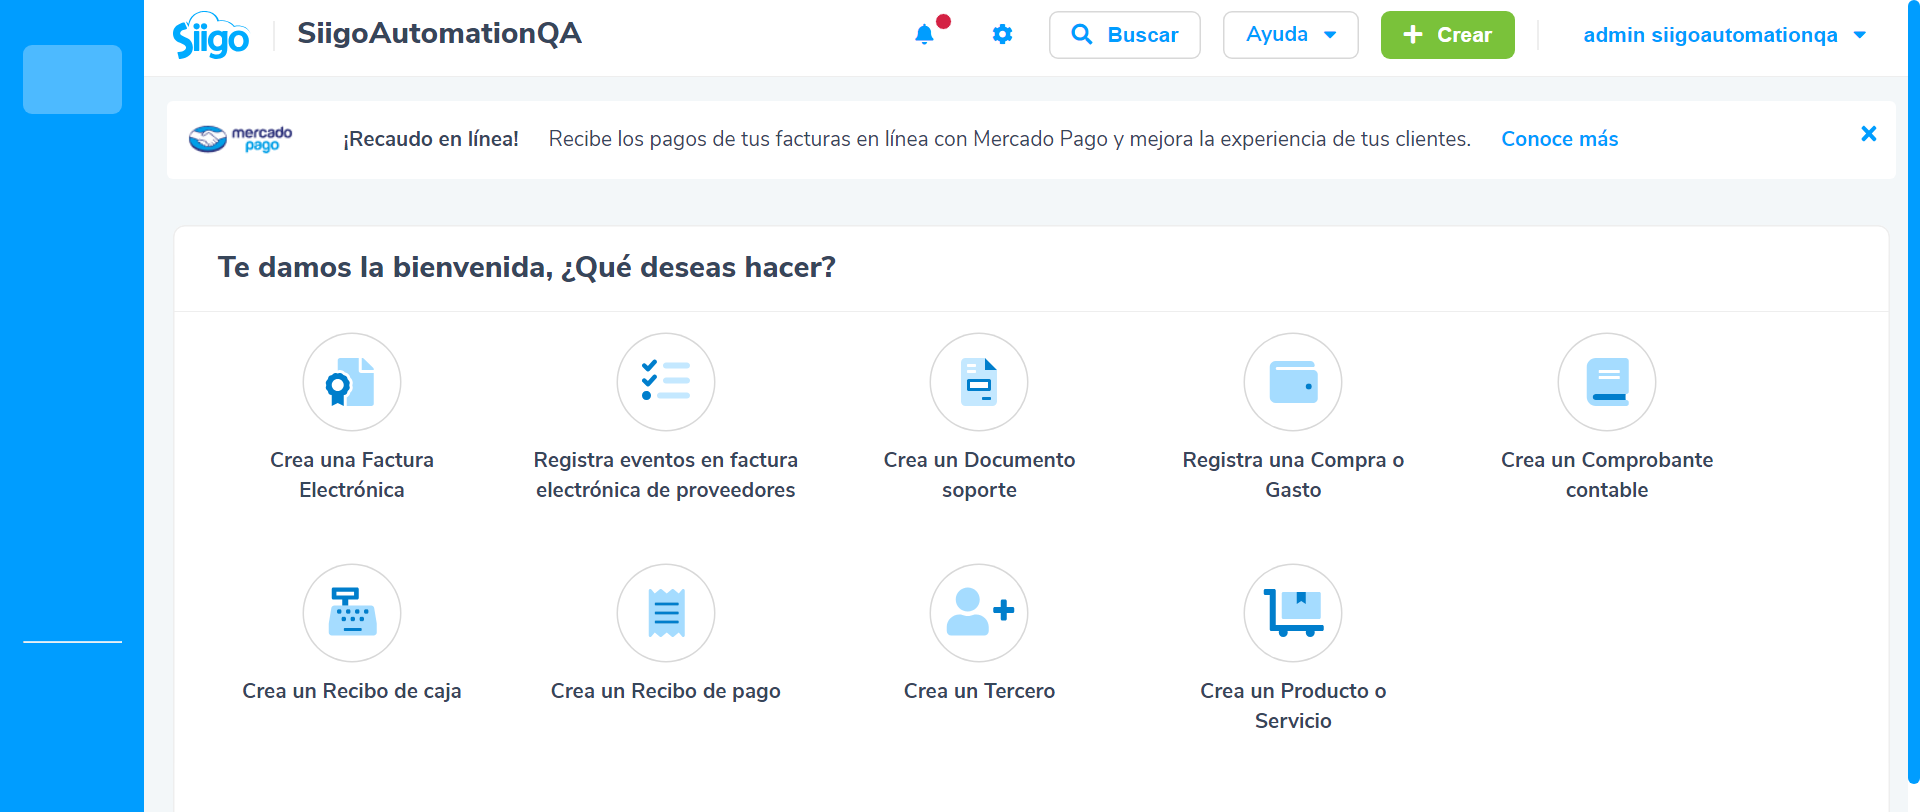 Siigo
SiigoAutomationQA
Buscar
Ayuda
Crear
admin siigoautomationqa
mercado
pago
¡Recaudo en línea!
Recibe los pagos de tus facturas en línea con Mercado Pago y mejora la experiencia de tus clientes.
Conoce más
Te damos la bienvenida, ¿Qué deseas hacer?
Crea una Factura
Electrónica
Registra eventos en factura
electrónica de proveedores
Crea un Documento
soporte
Registra una Compra o
Gasto
Crea un Comprobante
contable
Crea un Recibo de caja
Crea un Recibo de pago
Crea un Tercero
Crea un Producto o
Servicio